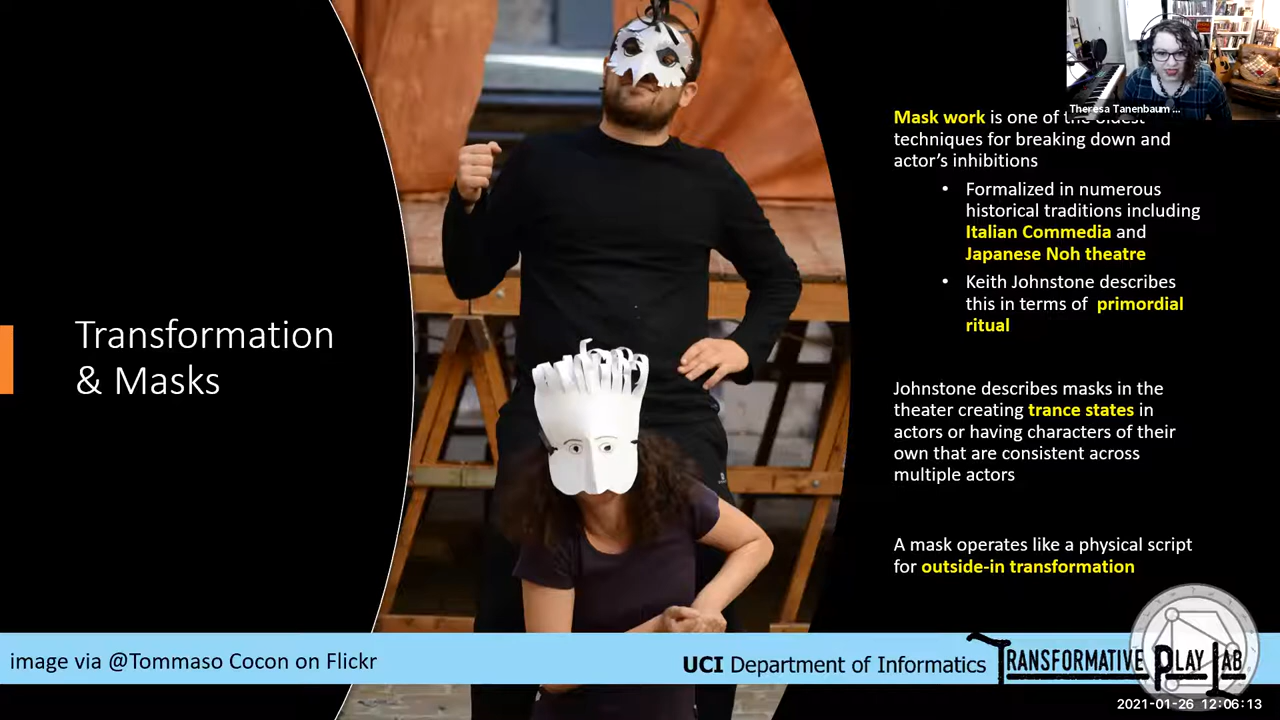 Theresa Tanenbaum ...
Mask work is one of the oldest
techniques for breaking down and
actor's inhibitions
• Formalized in numerous
historical traditions including
Italian Commedia and
Japanese Noh theatre
• Keith Johnstone describes
this in terms of primordial
ritual
Transformation
& Masks
Johnstone describes masks in the
theater creating trance states in
actors or having characters of their
own that are consistent across
multiple actors
A mask operates like a physical script
for outside-in transformation
image via @Tommaso Cocon on Flickr
UCI Department of Informatics
TRANSFORMATIVE PLAY LAB
2021-01-26 12:06:13